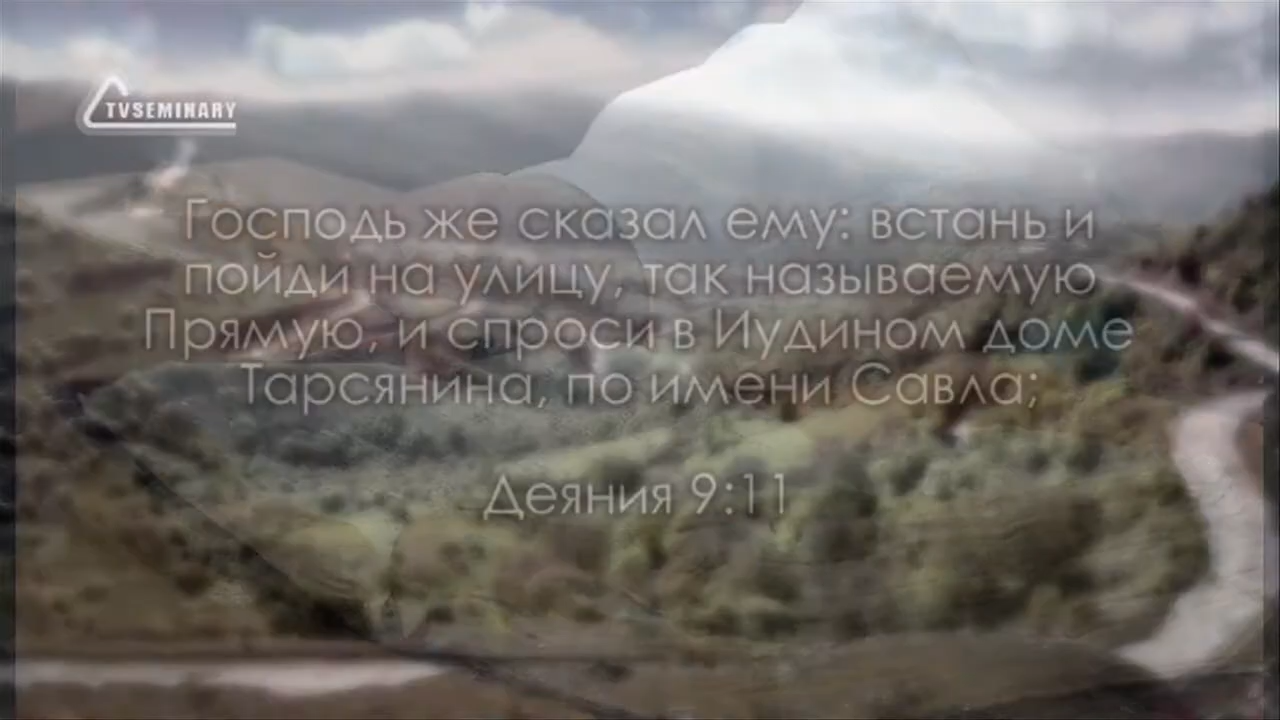 TVSEMINARY
Господь же сказал ему: встань и
пойди на улицу, так называемую
Прямую, и спроси в Иудином доме
Тарсянина, по имени Савла;
Деяния 9:11